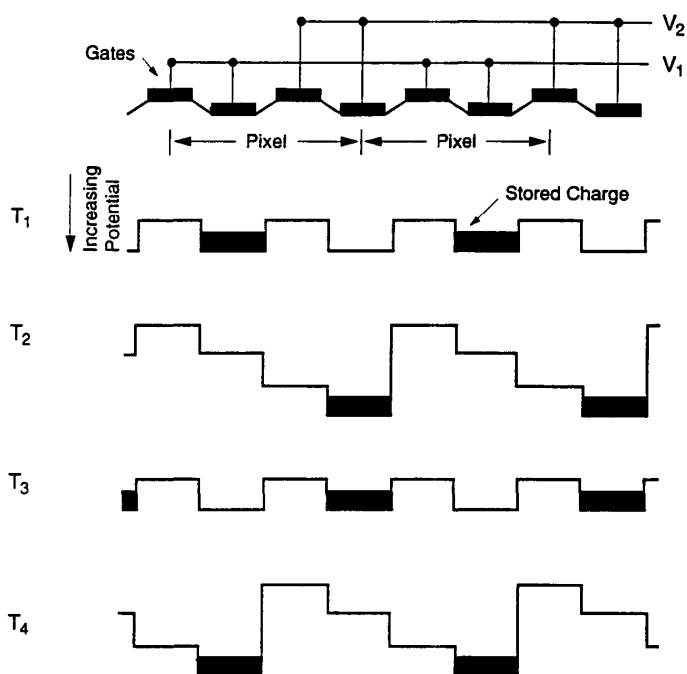 V2
Gates
V1
Pixel Pixel
T1
Increasing
Potential
Stored Charge
T2
T3
T4